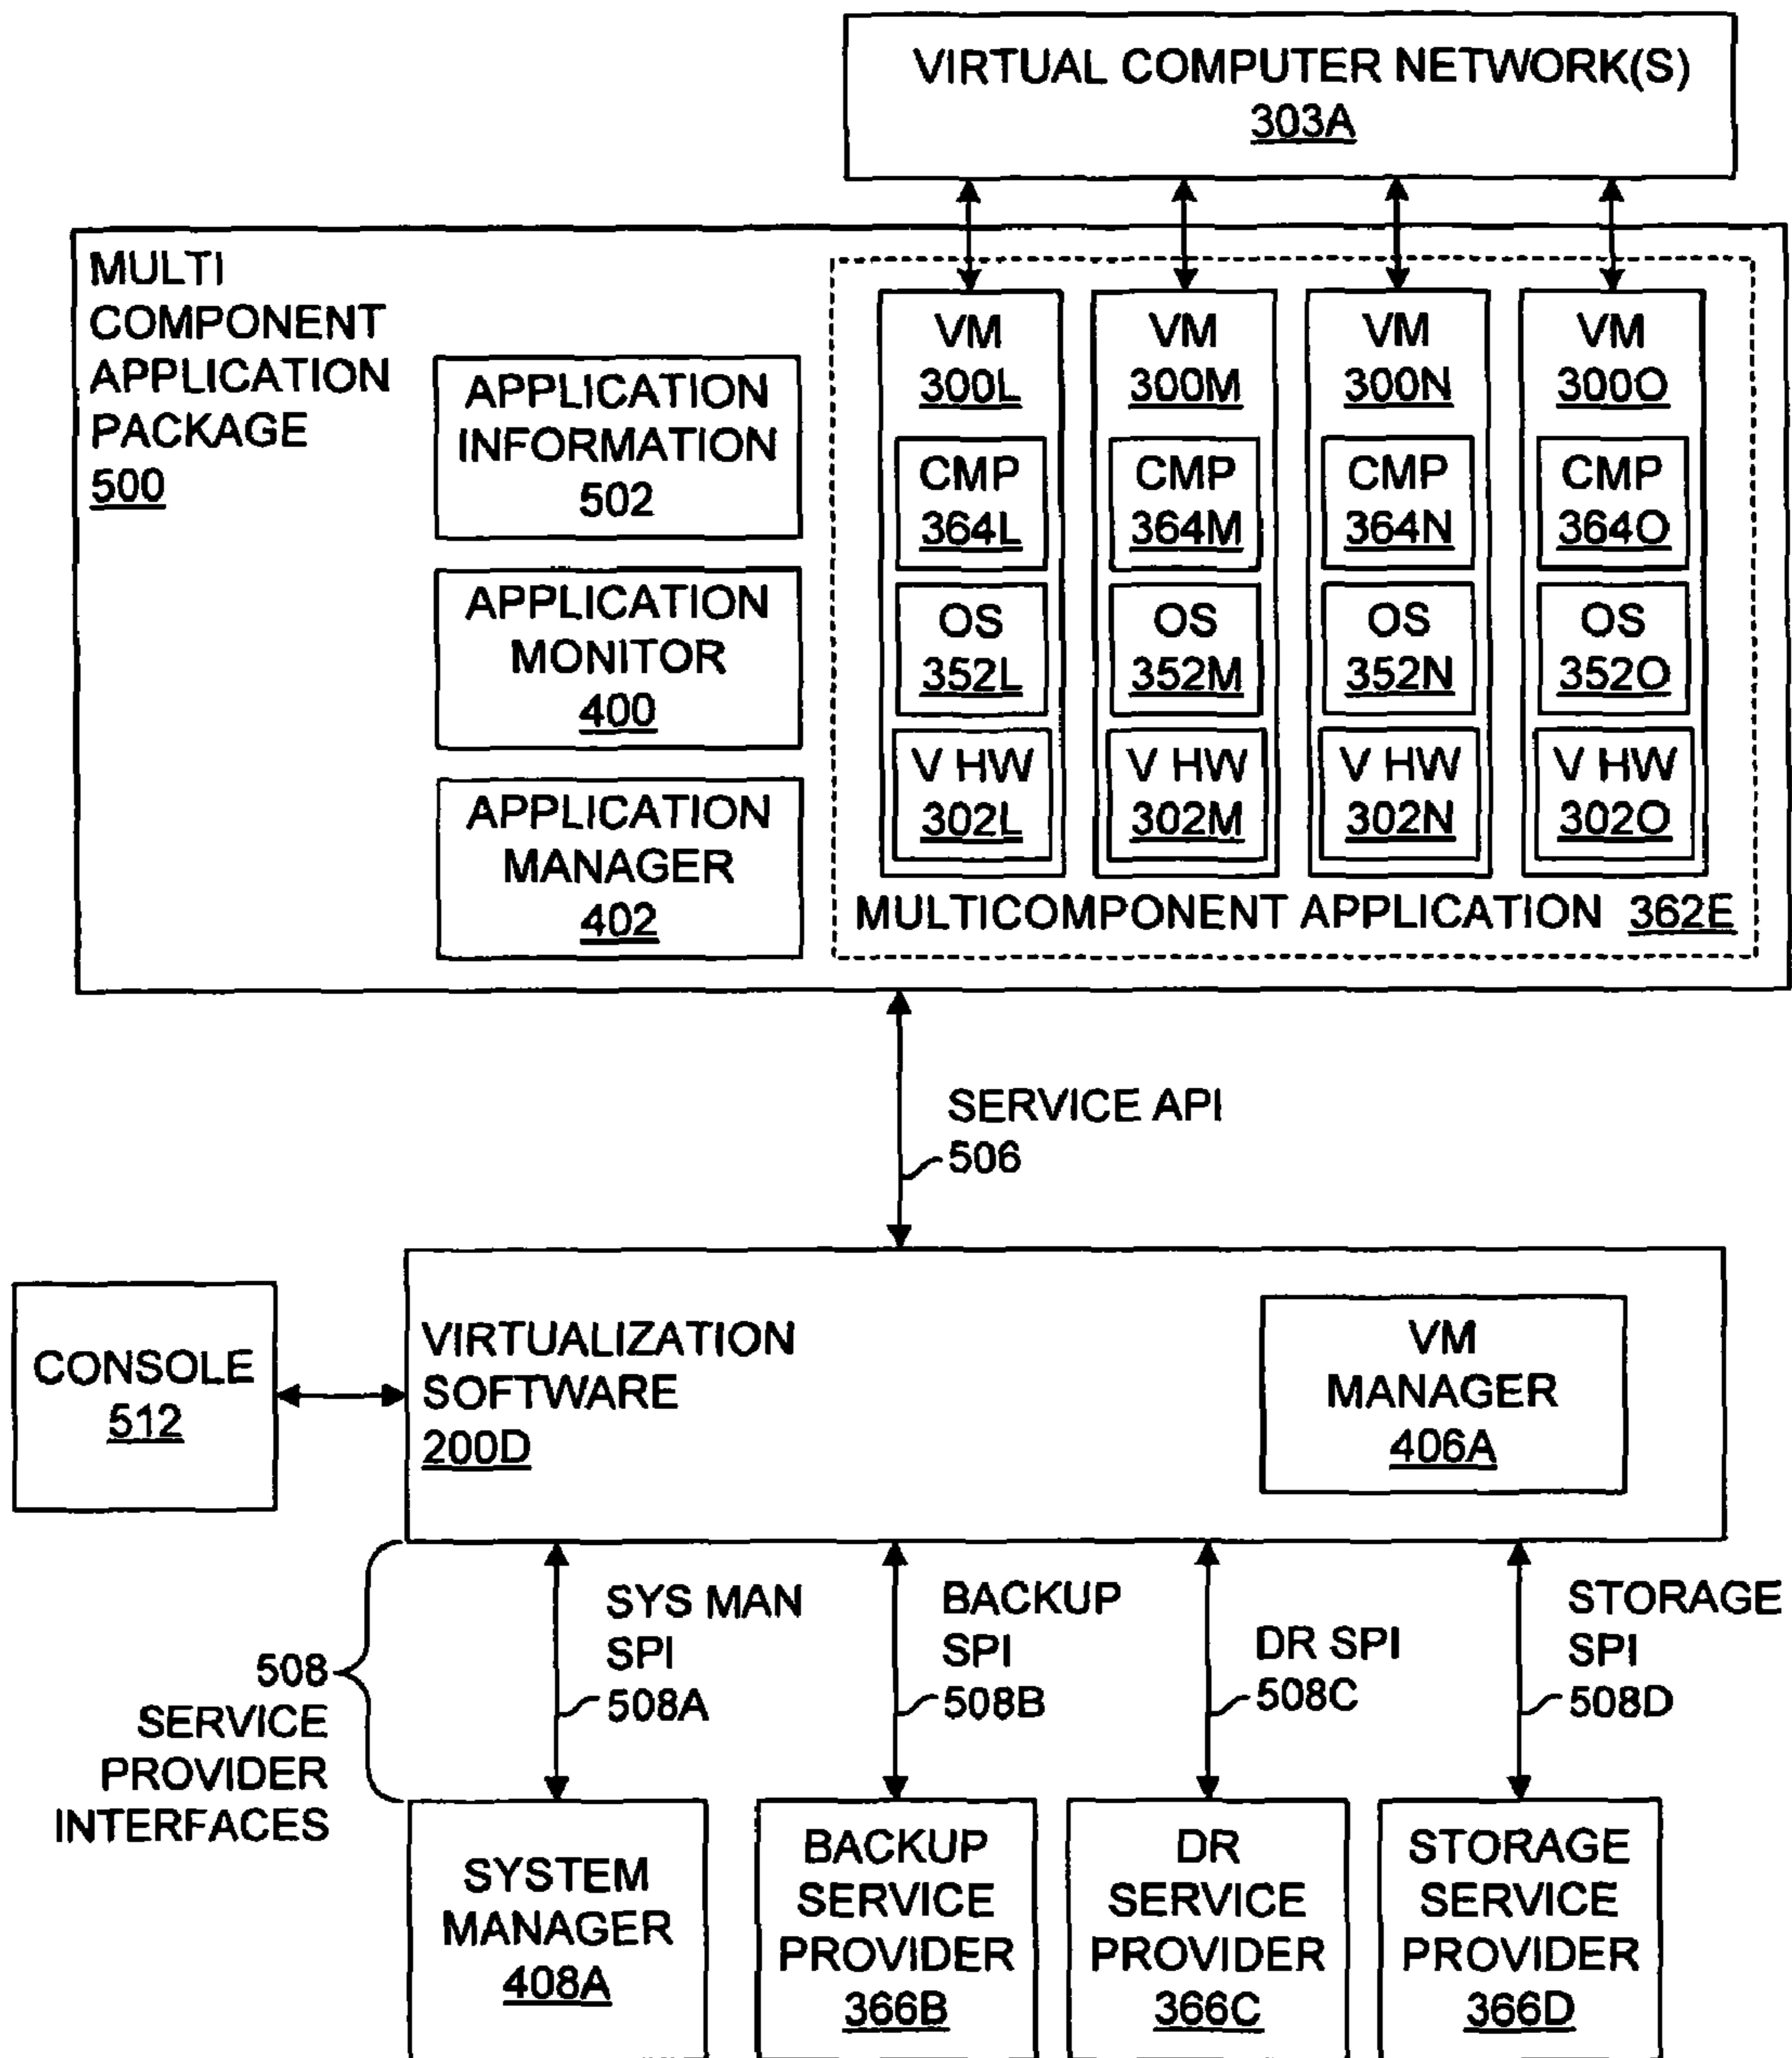 VIRTUAL COMPUTER NETWORK(S)
303A
MULTI
COMPONENT
APPLICATION
PACKAGE
500
APPLICATION
INFORMATION
502
APPLICATION
MONITOR
400
APPLICATION
MANAGER
402
VM
300L
CMP
364L
OS
352L
V HW
302L
VM
300M
CMP
364M
OS
352M
V HW
302M
VM
300N
CMP
364N
OS
352N
V HW
302N
VM
300O
CMP
364O
OS
352O
V HW
302O
MULTICOMPONENT APPLICATION 362E
SERVICE API
506
CONSOLE
512
VIRTUALIZATION
SOFTWARE
200D
VM
MANAGER
406A
508
SERVICE
PROVIDER
INTERFACES
SYS MAN
SPI
508A
BACKUP
SPI
508B
DR SPI
508C
STORAGE
SPI
508D
SYSTEM
MANAGER
408A
BACKUP
SERVICE
PROVIDER
366B
DR
SERVICE
PROVIDER
366C
STORAGE
SERVICE
PROVIDER
366D